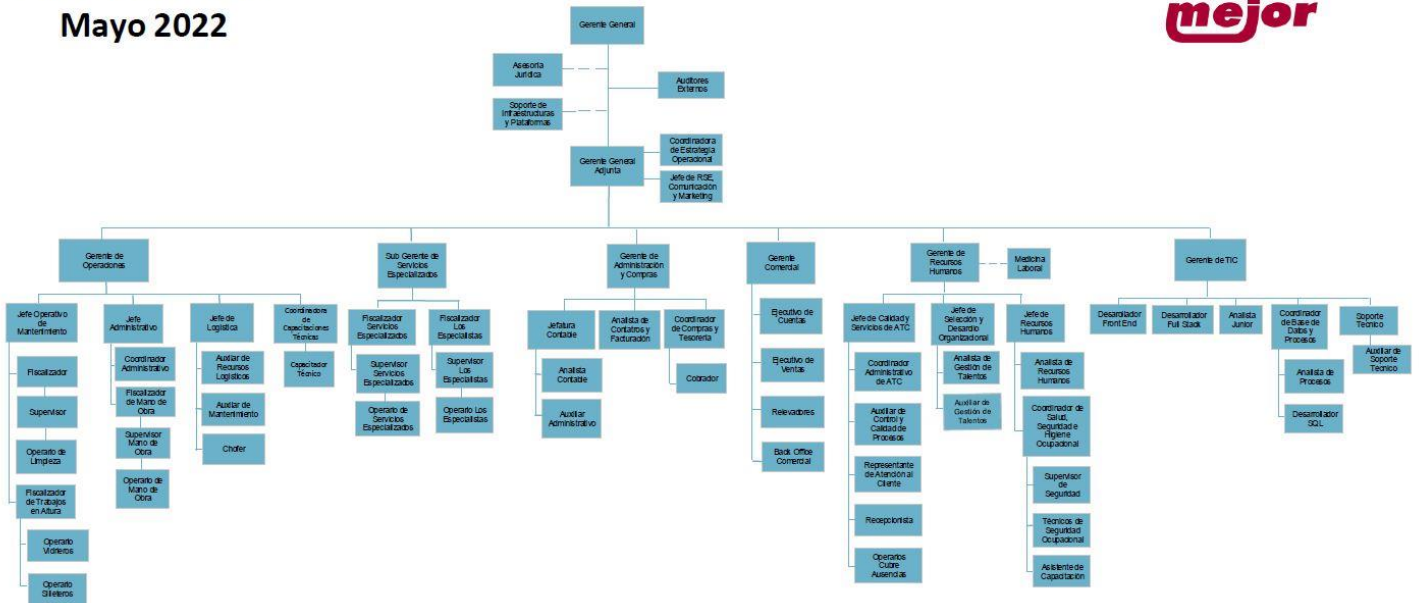 Mayo 2022
mejor
Gerente General
Asesoría
Jurídica
Auditores
Externos
Soporte de
Infraestructuras
y Plataformas
Gerente General
Adjunta
Coordinadora
de Estrategia
Operacional
Jefe de RSE,
Comunicación
y Marketing
Gerente de
Operaciones
Sub Gerente de
Servicios
Especializados
Gerente de
Administración
y Compras
Gerente
Comercial
Gerente de
Recursos
Humanos
Medicina
Laboral
Gerente de TIC
Jefe Operativo
de
Mantenimiento
Fiscalizador
Supervisor
Operario de
Limpieza
Fiscalizador
de Trabajos
en Altura
Operario
Vidrieros
Operario
Silleteros
Jefe
Administrativo
Coordinador
Administrativo
Fiscalizador
de Mano de
Obra
Supervisor
Mano de
Obra
Operario de
Mano de
Obra
Jefe de
Logística
Auxiliar de
Recursos
Logísticos
Auxiliar de
Mantenimiento
Chofer
Coordinadora
de
Capacitaciones
Técnicas
Capacitador
Técnico
Fiscalizador
Servicios
Especializados
Supervisor
Servicios
Especializados
Operario de
Servicios
Especializados
Fiscalizador
Los
Especialistas
Supervisor
Los
Especialistas
Operario Los
Especialistas
Jefatura
Contable
Analista
Contable
Auxiliar
Administrativo
Analista de
Contratos y
Facturación
Coordinador
de Compras y
Tesorería
Cobrador
Ejecutivo de
Cuentas
Ejecutivo de
Ventas
Relevadores
Back Office
Comercial
Jefe de Calidad y
Servicios de ATC
Coordinador
Administrativo
de ATC
Auxiliar de
Control y
Calidad de
Procesos
Representante
de Atención al
Cliente
Recepcionista
Operarios
Cubre
Ausencias
Jefe de
Selección y
Desarrollo
Organizacional
Analista de
Gestión de
Talentos
Auxiliar de
Gestión de
Talentos
Jefe de
Recursos
Humanos
Analista de
Recursos
Humanos
Coordinador de
Salud,
Seguridad e
Higiene
Ocupacional
Supervisor
de
Seguridad
Técnicos de
Seguridad
Ocupacional
Asistente de
Capacitación
Desarrollador
Front End
Desarrollador
Full Stack
Analista
Junior
Coordinador
de Base de
Datos y
Procesos
Analista de
Procesos
Desarrollador
SQL
Soporte
Técnico
Auxiliar de
Soporte
Técnico